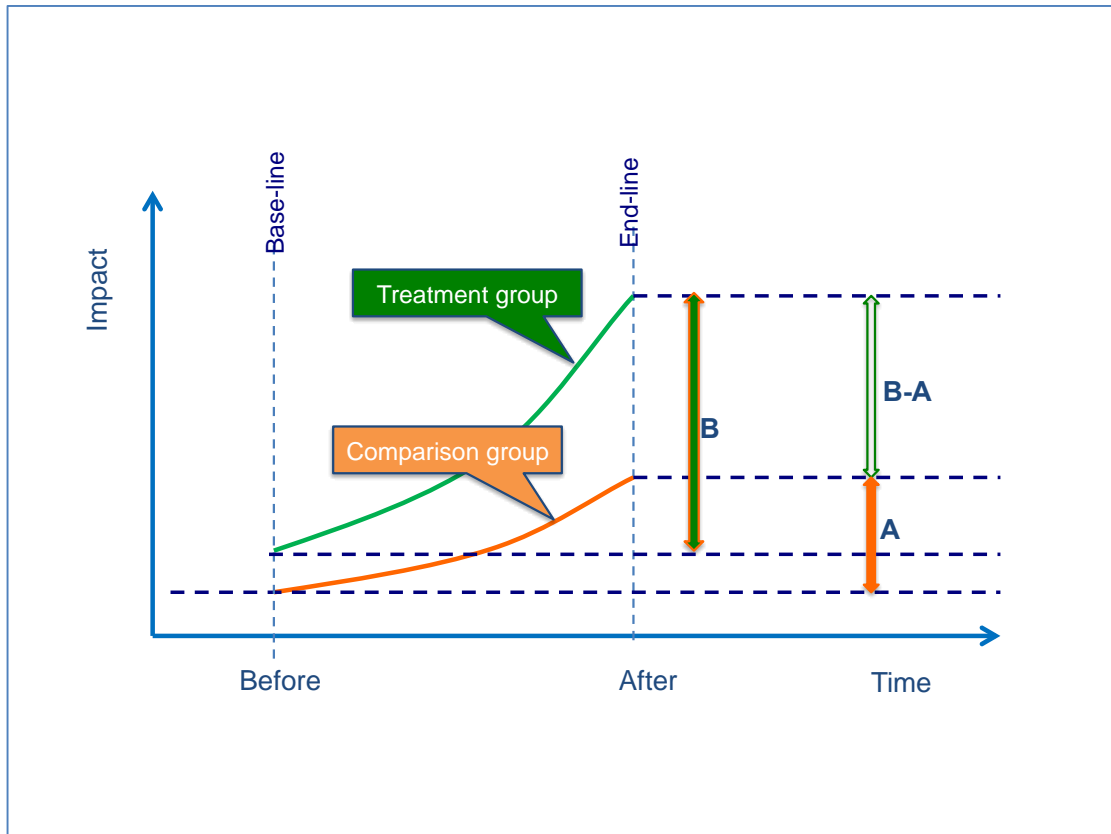 Base-line
End-line
Impact
Treatment group
B-A
B
Comparison group
A
Before
After
Time